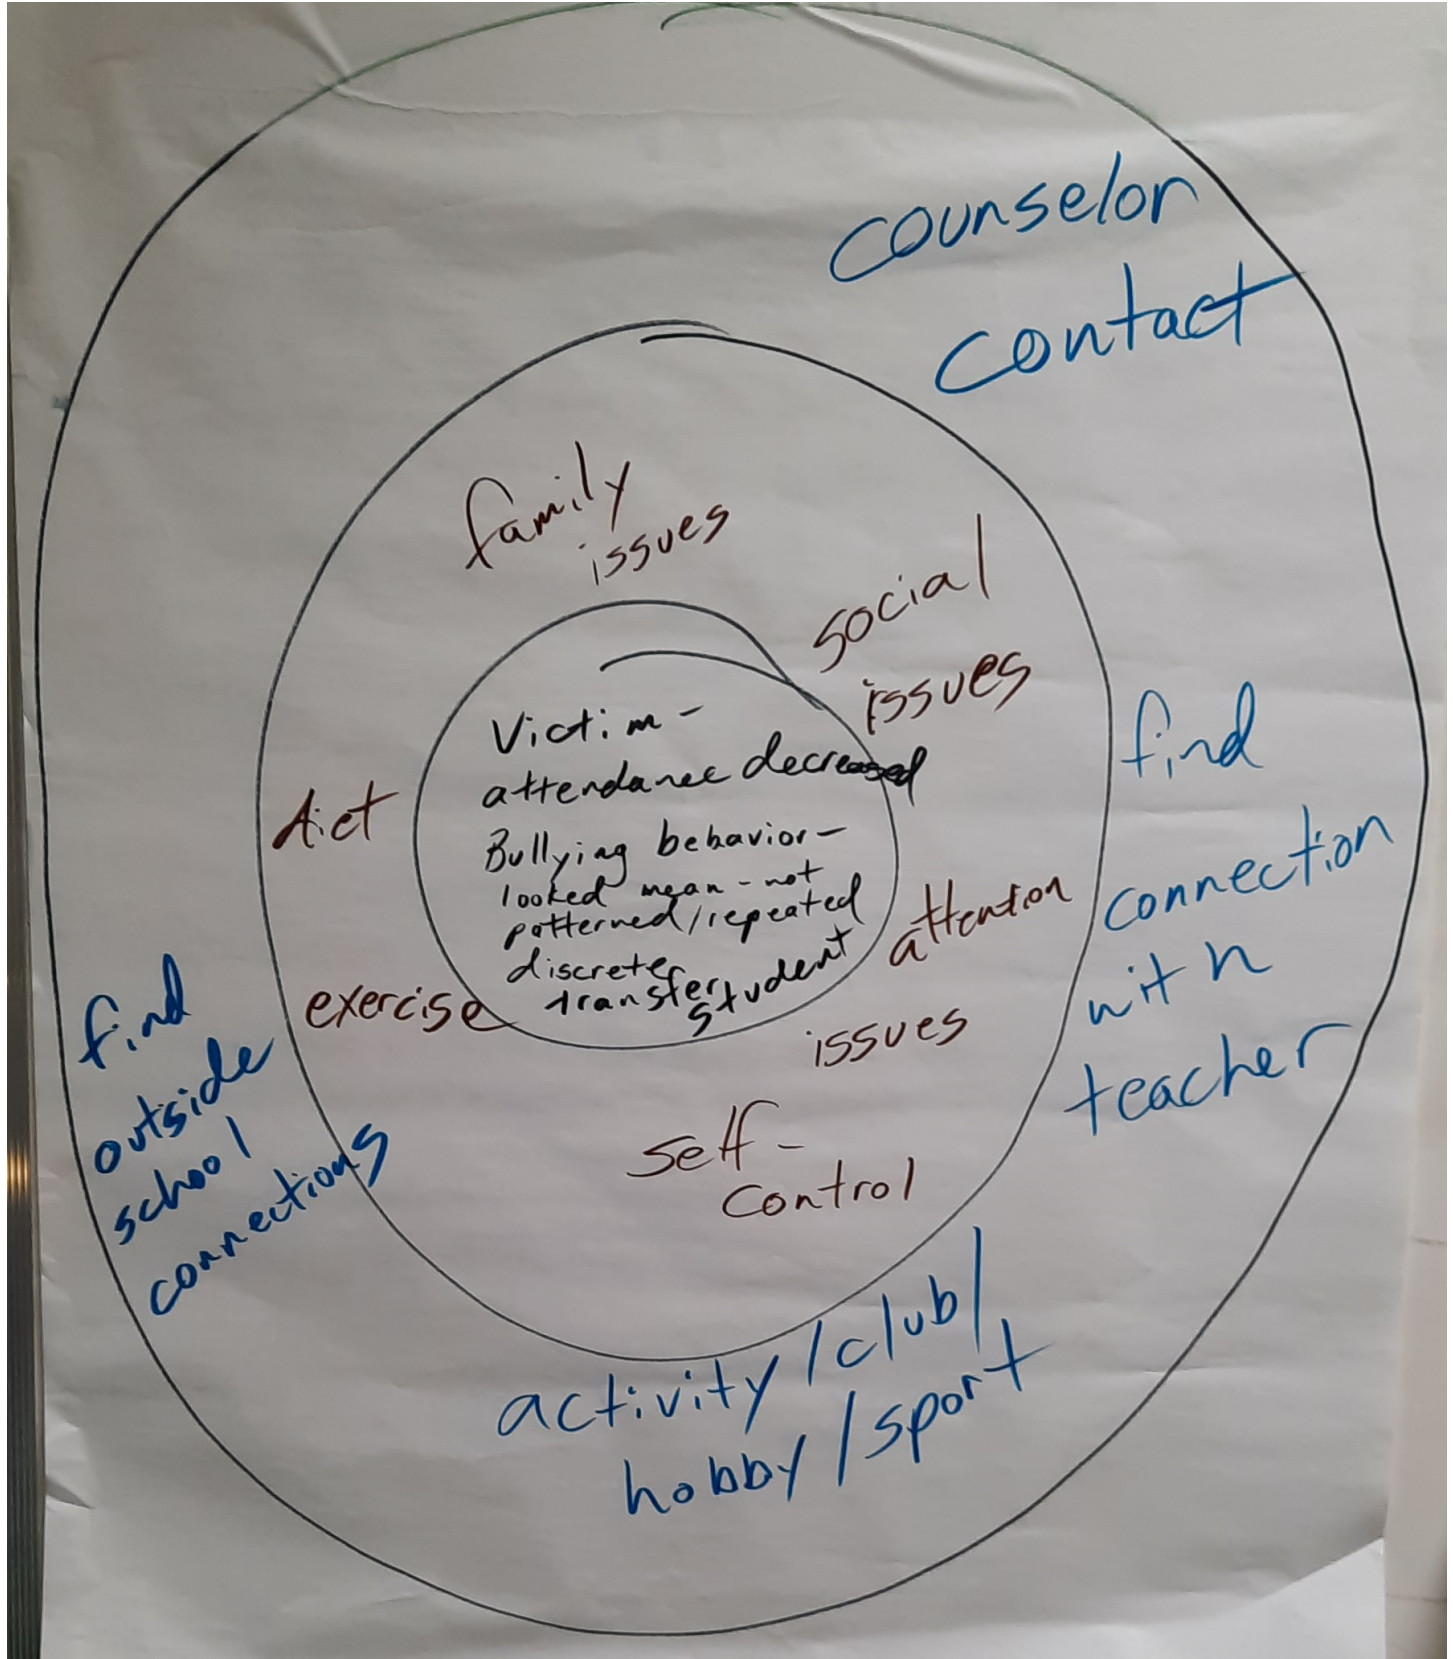 counselor
contact
family
issues
social
issues
Victim -
attendance decreased
Bullying behavior -
looked mean - not
patterned/repeated
discrete
transfer
student
diet
exercise
attention
issues
self-
control
find
connection
with
teacher
find
outside
school
connections
activity/club/
hobby/sport